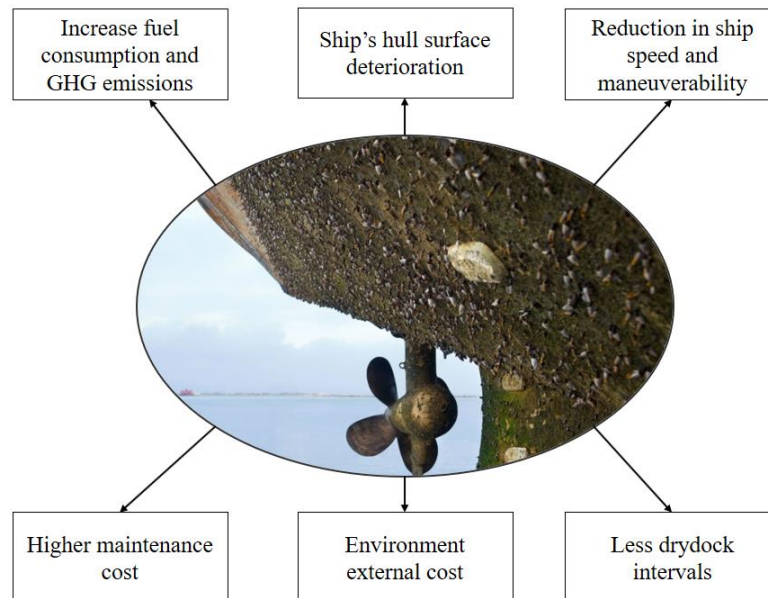 Increase fuel
consumption and
GHG emissions
Ship's hull surface
deterioration
Reduction in ship
speed and
maneuverability
Higher maintenance
cost
Environment
external cost
Less drydock
intervals